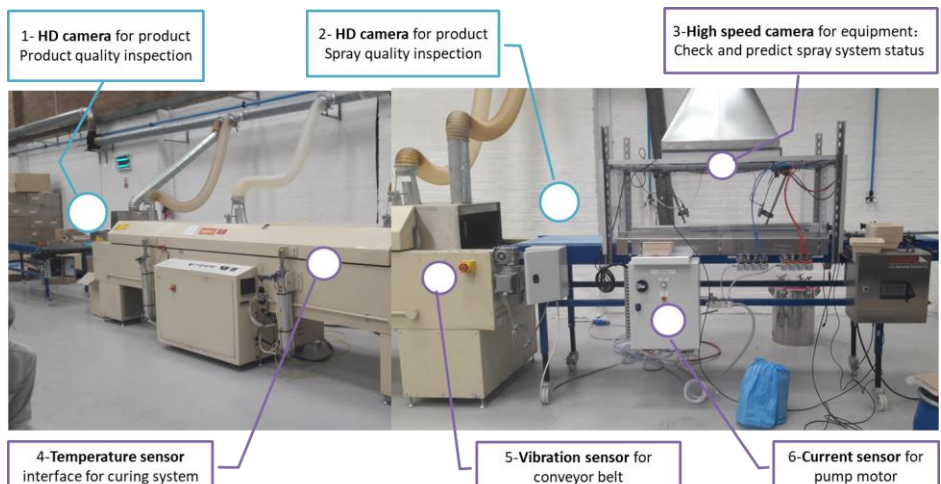 1- HD camera for product
Product quality inspection
2- HD camera for product
Spray quality inspection
3-High speed camera for equipment:
Check and predict spray system status
4-Temperature sensor
interface for curing system
5-Vibration sensor for
conveyor belt
6-Current sensor for
pump motor